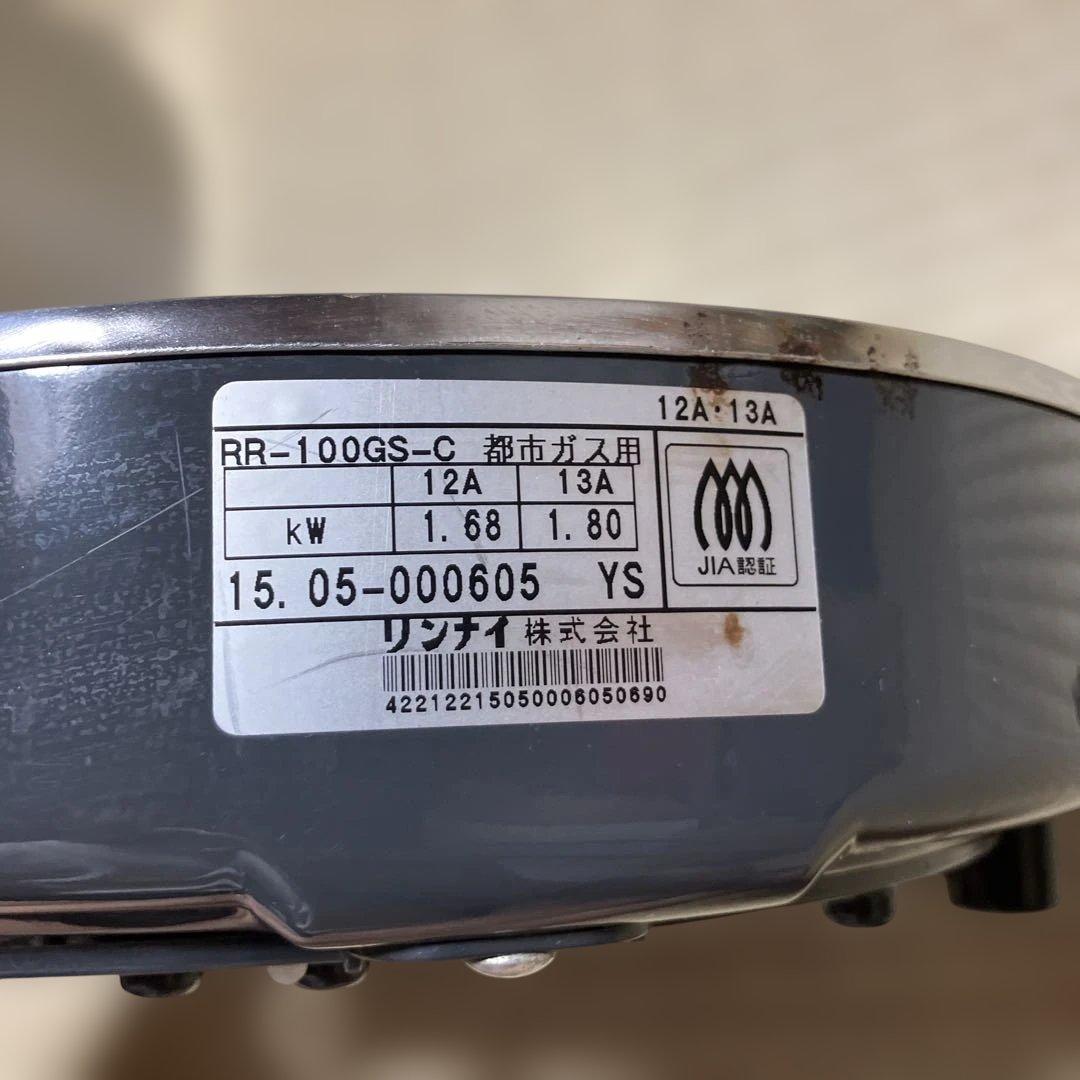 12A・13A
RR-100GS-C 都市ガス用
12A 13A
kW 1.68 1.80
JIA認証
15.05-000605 YS
リンナイ株式会社
42212215050006050690